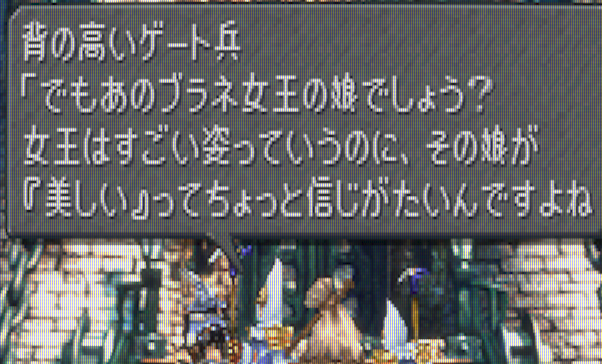 背の高いゲート兵
「でもあのブラネ女王の娘でしょう？
女王はすごい姿っていうのに、その娘が
『美しい』ってちょっと信じがたいんですよね